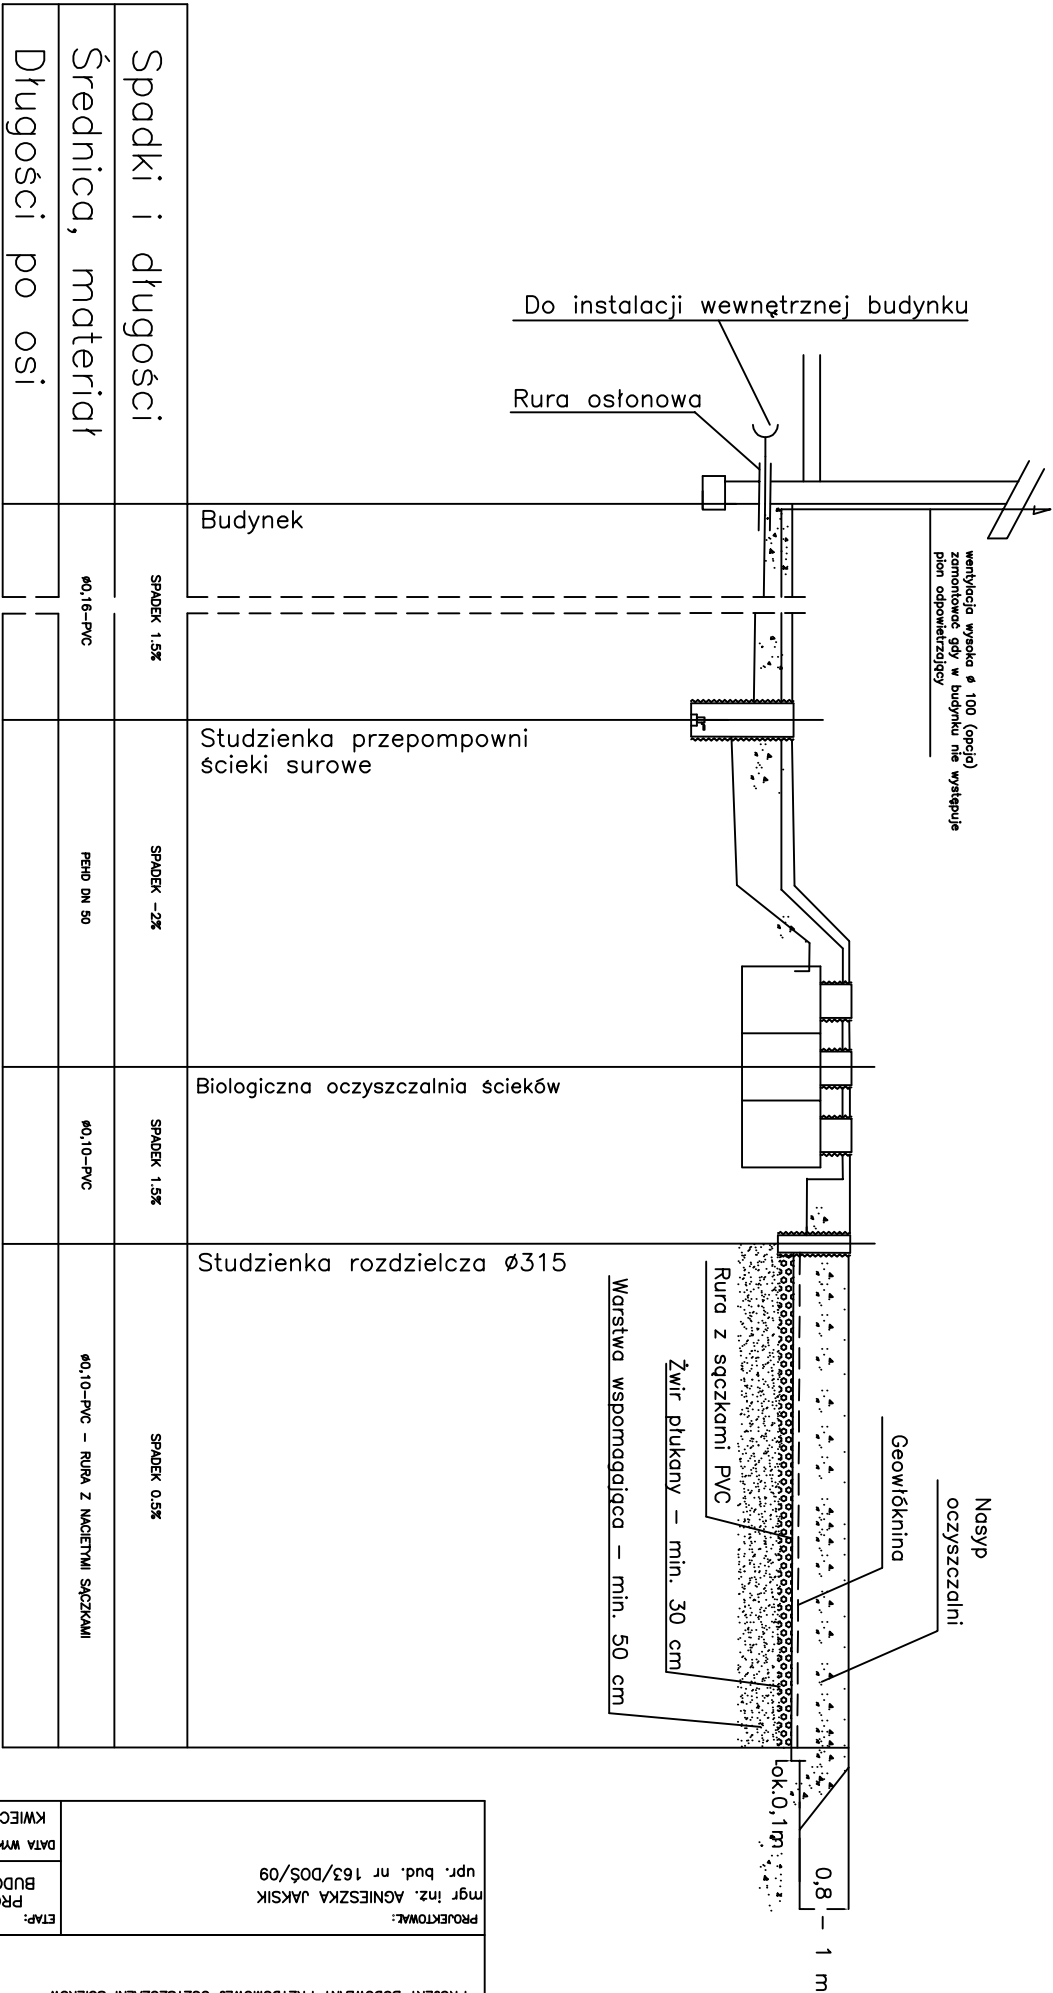 Do instalacji wewnętrznej budynku
Rura osłonowa
wentylacja wysoka ø 100 (opcja)
zamontować gdy w budynku nie występuje
pion odpowietrzający
Spadki i długości
Średnica, materiał
Długości po osi
Budynek
SPADEK 1.5%
ø0,16-PVC
Studzienka przepompowni
ścieki surowe
SPADEK -2%
PEHD DN 50
Biologiczna oczyszczalnia ścieków
SPADEK 1.5%
ø0,10-PVC
Studzienka rozdzielcza ø315
SPADEK 0.5%
ø0,10-PVC - RURA Z NACIETYMI SĄCZKAMI
Nasyp
oczyszczalni
Geowłóknina
Rura z sączkami PVC
Żwir płukany - min. 30 cm
Warstwa wspomagająca - min. 50 cm
ok.0,1m
0,8 - 1 m
PROJEKTOWAŁ:
mgr inż. AGNIESZKA JAKSIK
upr. bud. nr 163/DOŚ/09
ETAP:
PRO
BUDO
DATA WYK
KWIEC